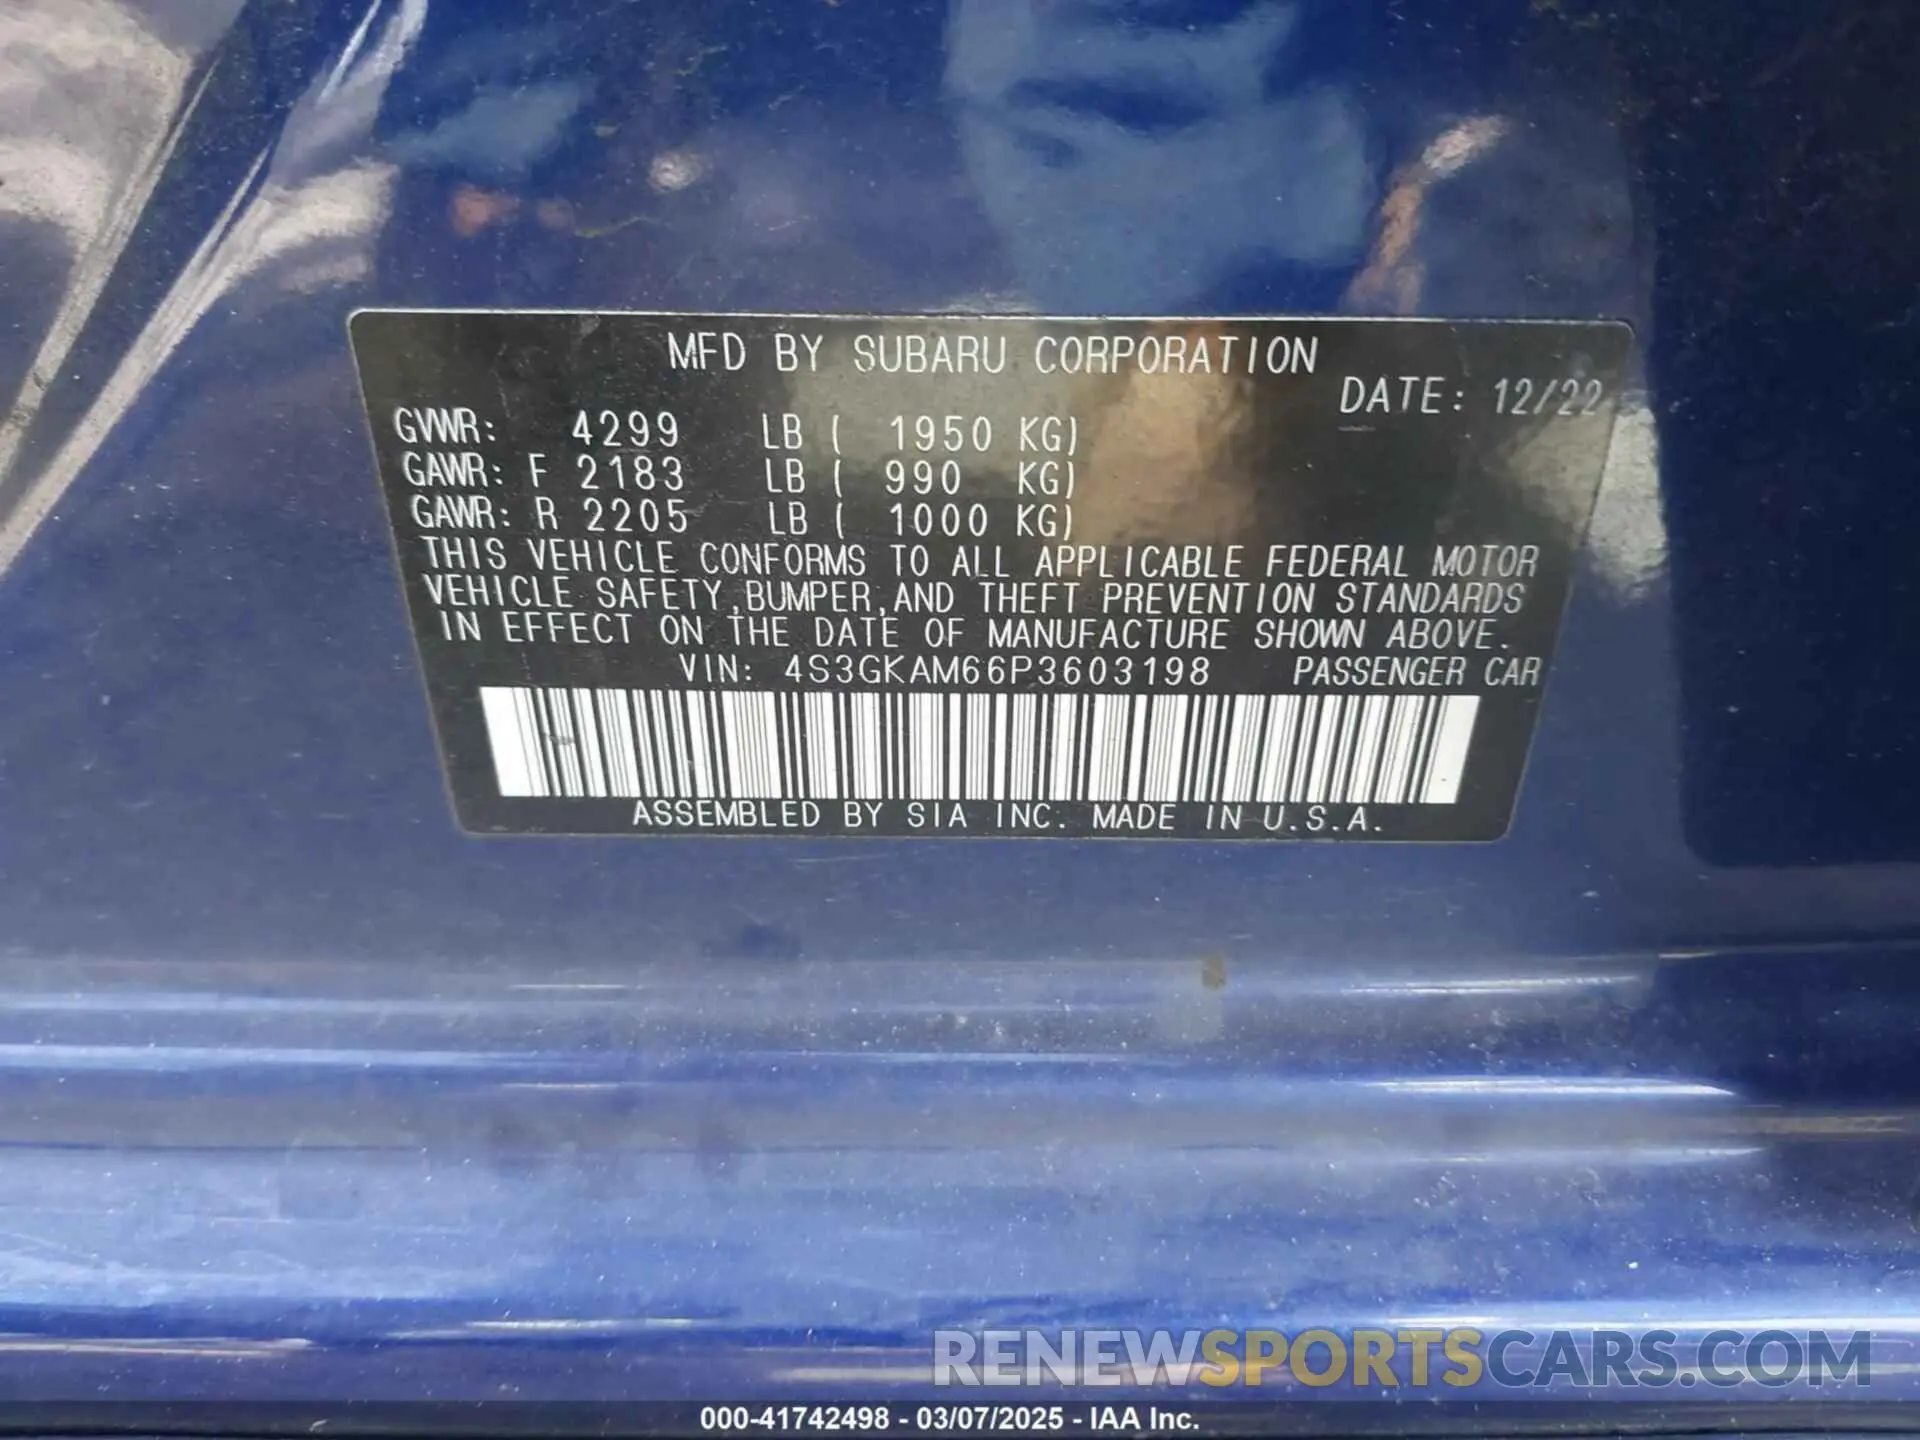 MFD BY SUBARU CORPORATION
DATE: 12/22
GVWR: 4299 LB ( 1950 KG)
GAWR: F 2183 LB ( 990 KG)
GAWR: R 2205 LB ( 1000 KG)
THIS VEHICLE CONFORMS TO ALL APPLICABLE FEDERAL MOTOR
VEHICLE SAFETY,BUMPER,AND THEFT PREVENTION STANDARDS
IN EFFECT ON THE DATE OF MANUFACTURE SHOWN ABOVE.
VIN: 4S3GKAM66P3603198 PASSENGER CAR
ASSEMBLED BY SIA INC. MADE IN U.S.A.
RENEWSPORTSCARS.COM
000-41742498 - 03/07/2025 - IAA Inc.